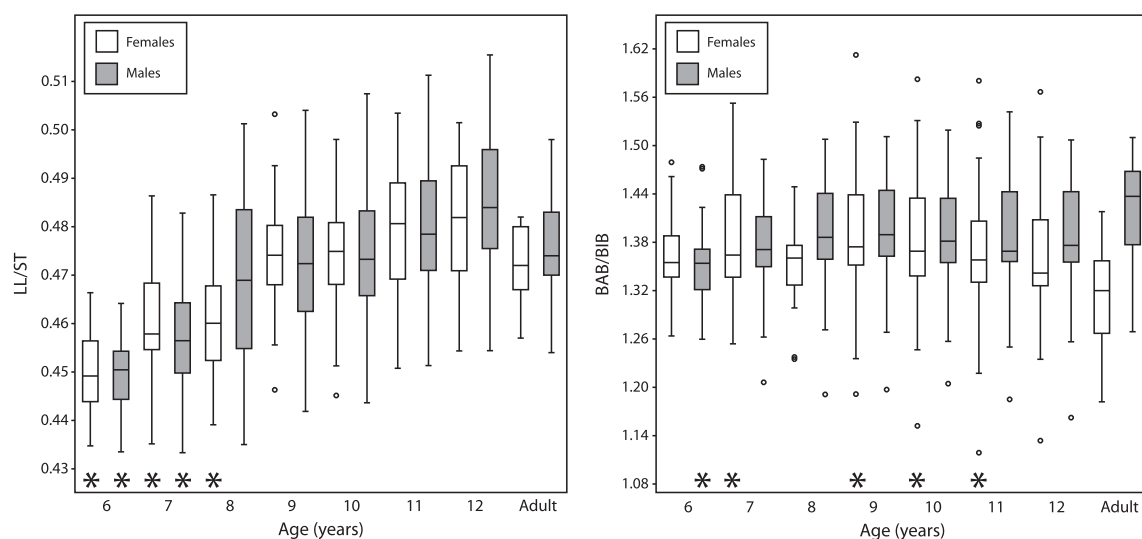 Females
Males
0.51
0.50
0.49
0.48
0.47
0.46
0.45
0.44
0.43
LL/ST
* * * * *
6 7 8 9 10 11 12 Adult
Age (years)
Females
Males
1.62
1.56
1.50
1.44
1.38
1.32
1.26
1.20
1.14
1.08
BAB/BIB
* * * * *
6 7 8 9 10 11 12 Adult
Age (years)